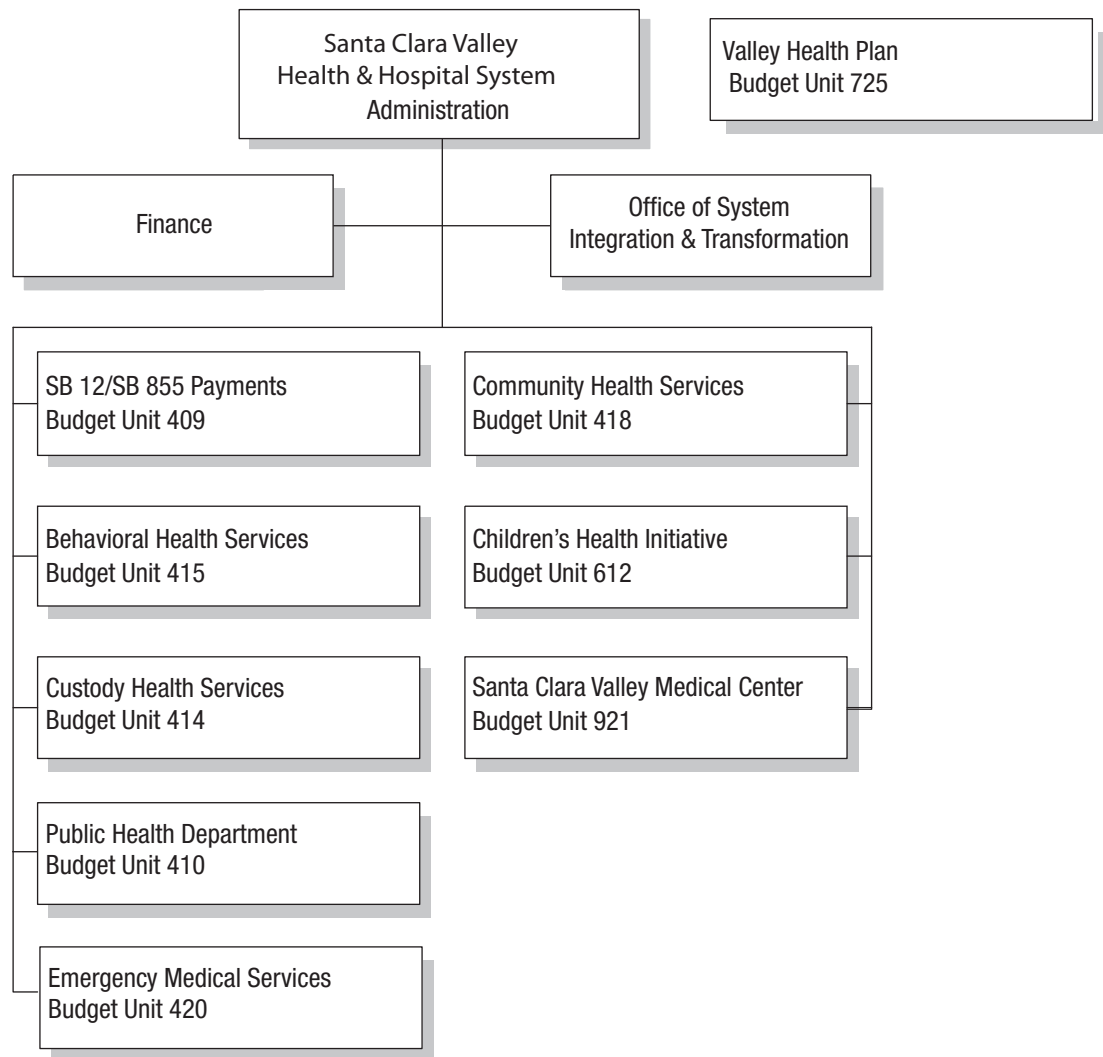 Santa Clara Valley
Health & Hospital System
Administration
Valley Health Plan
Budget Unit 725
Finance
Office of System
Integration & Transformation
SB 12/SB 855 Payments
Budget Unit 409
Community Health Services
Budget Unit 418
Behavioral Health Services
Budget Unit 415
Children’s Health Initiative
Budget Unit 612
Custody Health Services
Budget Unit 414
Santa Clara Valley Medical Center
Budget Unit 921
Public Health Department
Budget Unit 410
Emergency Medical Services
Budget Unit 420